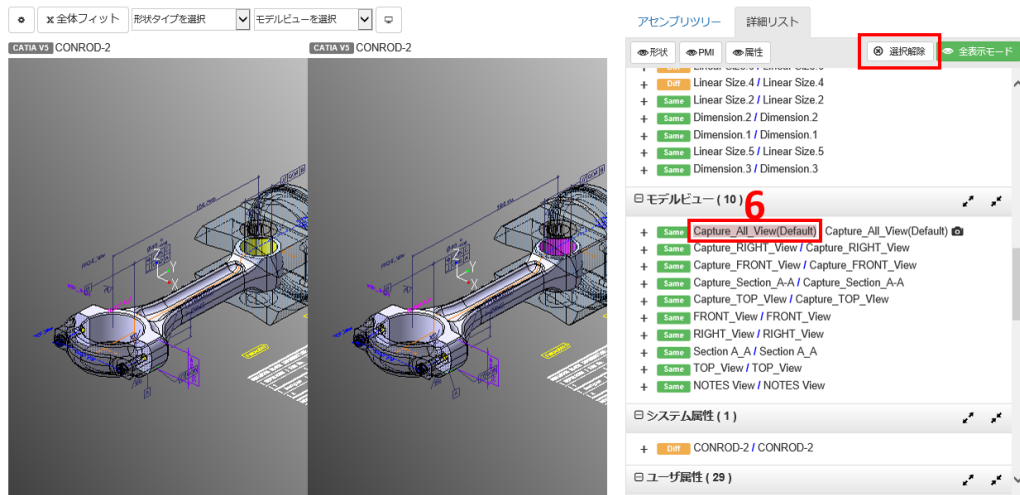 x 全体フィット 形状タイプを選択 モデルビューを選択
CATIA V5 CONROD-2
CATIA V5 CONROD-2
Z
Y
X
Z
Y
X
アセンブリツリー 詳細リスト
形状 PMI 属性 選択解除 全表示モード
+ Diff Linear Size.4 / Linear Size.4
+ Same Linear Size.2 / Linear Size.2
+ Same Dimension.2 / Dimension.2
+ Same Dimension.1 / Dimension.1
+ Same Linear Size.5 / Linear Size.5
+ Same Dimension.3 / Dimension.3
モデルビュー ( 10 )
6
+ Same Capture_All_View(Default) Capture_All_View(Default)
+ Same Capture_RIGHT_View / Capture_RIGHT_View
+ Same Capture_FRONT_View / Capture_FRONT_View
+ Same Capture_Section_A-A / Capture_Section_A-A
+ Same Capture_TOP_VIew / Capture_TOP_VIew
+ Same FRONT_View / FRONT_View
+ Same RIGHT_View / RIGHT_View
+ Same Section A_A / Section A_A
+ Same TOP_View / TOP_View
+ Same NOTES View / NOTES View
システム属性 ( 1 )
+ Diff CONROD-2 / CONROD-2
ユーザ属性 ( 29 )